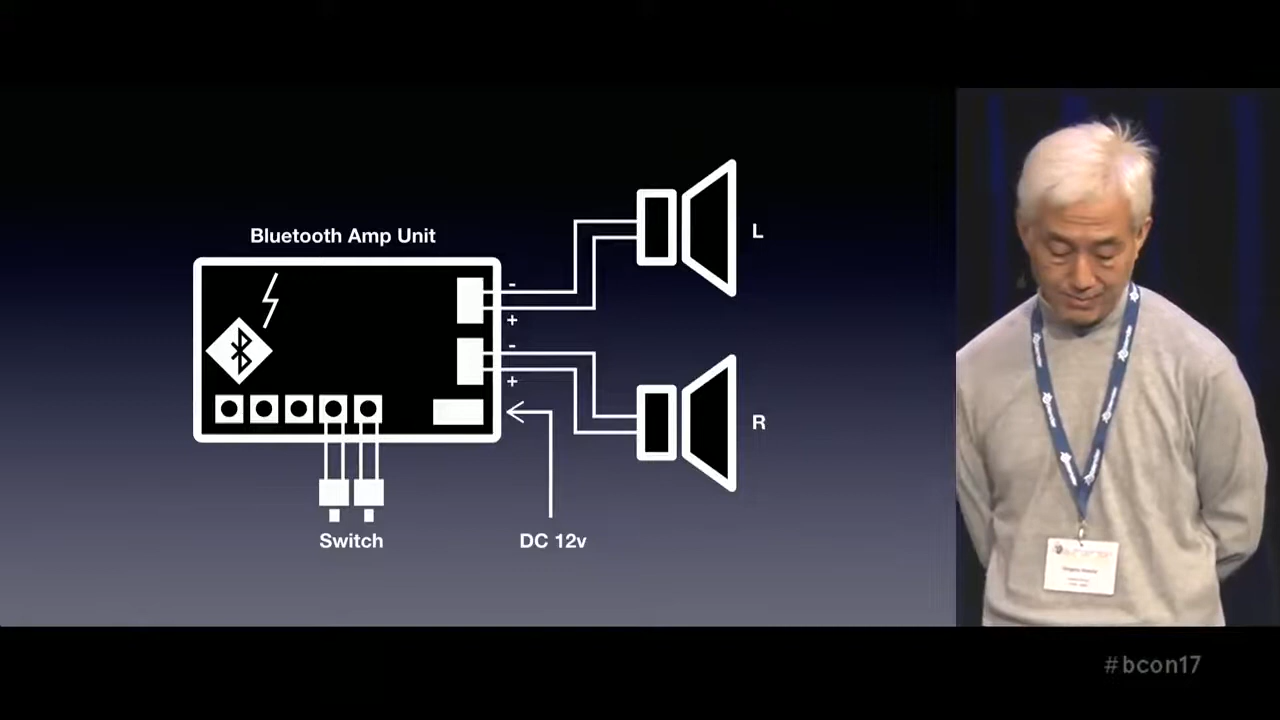 Bluetooth Amp Unit
-
+
-
+
L
R
Switch
DC 12v
#bcon17